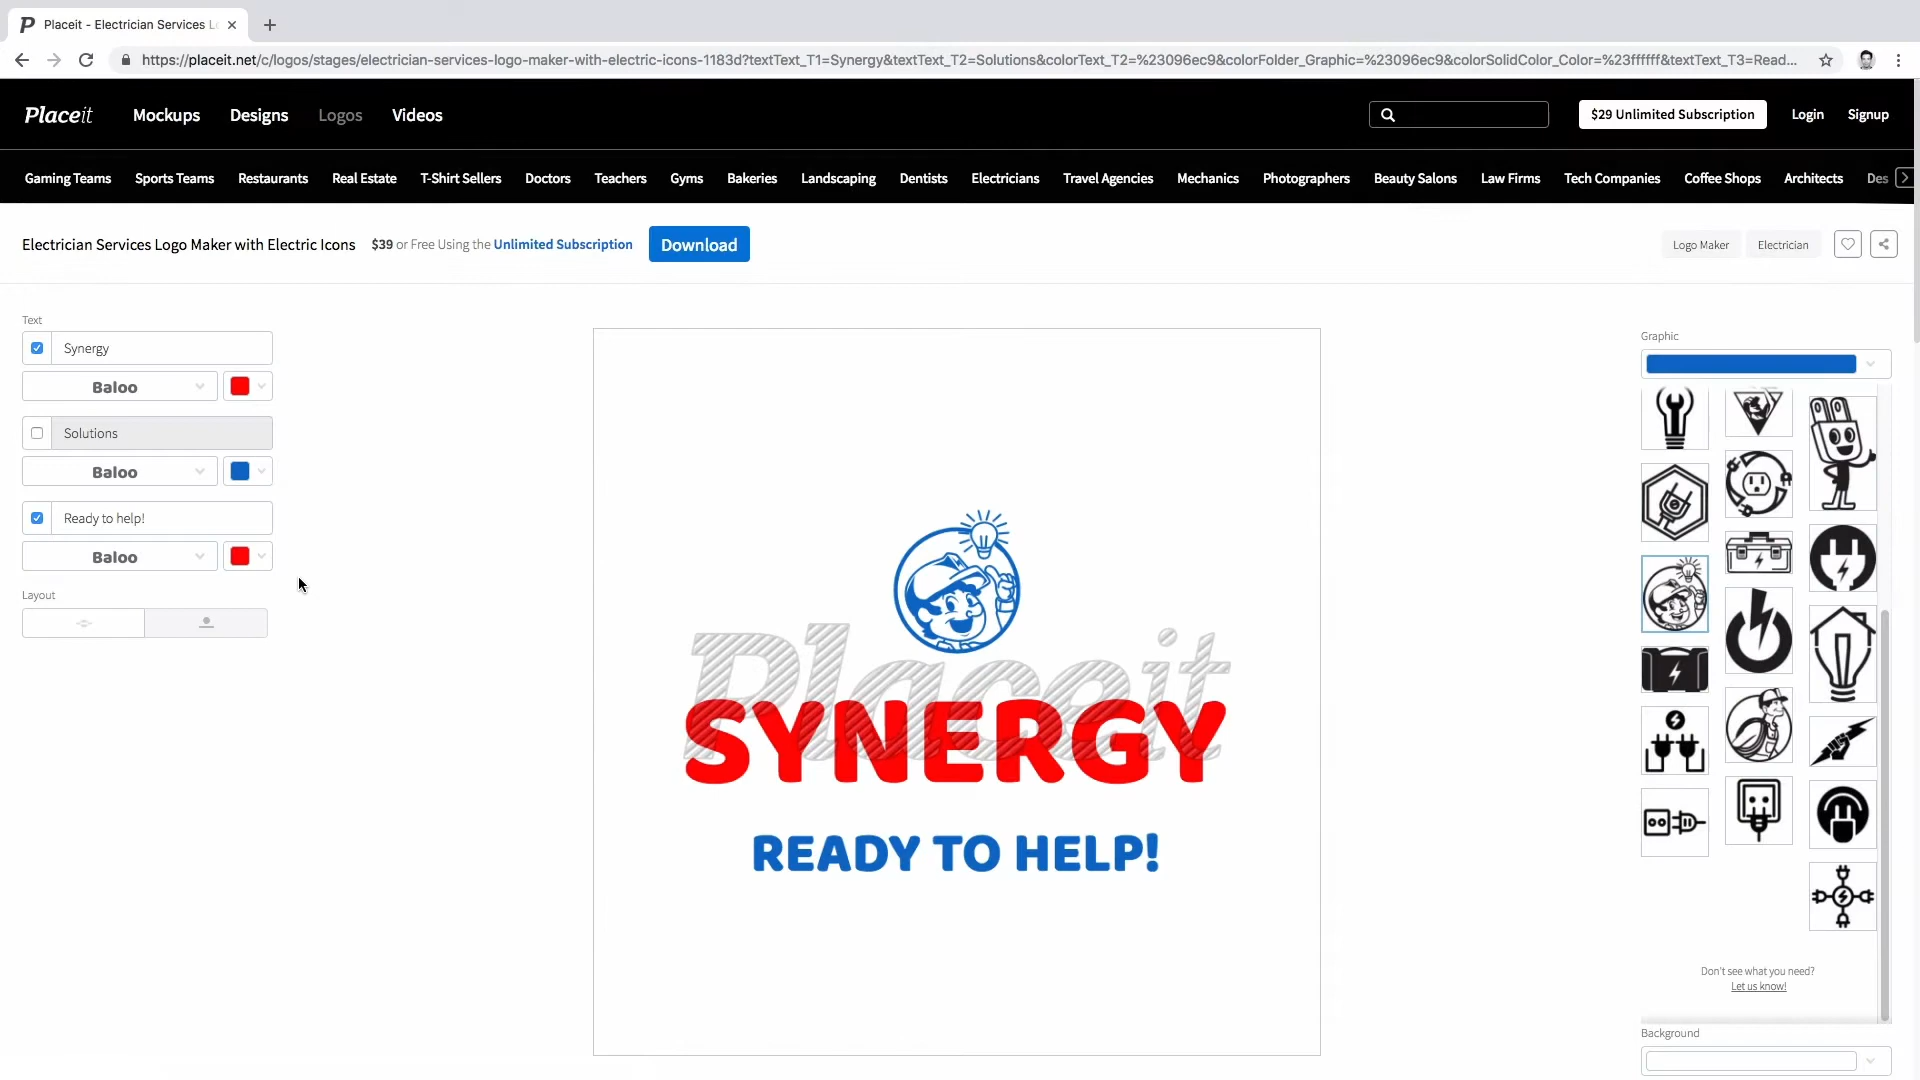 Placeit - Electrician Services Lo
https://placeit.net/c/logos/stages/electrician-services-logo-maker-with-electric-icons-1183d?textText_T1=Synergy&textText_T2=Solutions&colorText_T2=%23096ec9&colorFolder_Graphic=%23096ec9&colorSolidColor_Color=%23ffffff&textText_T3=Read...
Placeit
Mockups
Designs
Logos
Videos
$29 Unlimited Subscription
Login
Signup
Gaming Teams
Sports Teams
Restaurants
Real Estate
T-Shirt Sellers
Doctors
Teachers
Gyms
Bakeries
Landscaping
Dentists
Electricians
Travel Agencies
Mechanics
Photographers
Beauty Salons
Law Firms
Tech Companies
Coffee Shops
Architects
Des
Electrician Services Logo Maker with Electric Icons
$39 or Free Using the Unlimited Subscription
Download
Logo Maker
Electrician
Text
Synergy
Baloo
Solutions
Baloo
Ready to help!
Baloo
Layout
Placeit
SYNERGY
READY TO HELP!
Graphic
Don't see what you need?
Let us know!
Background